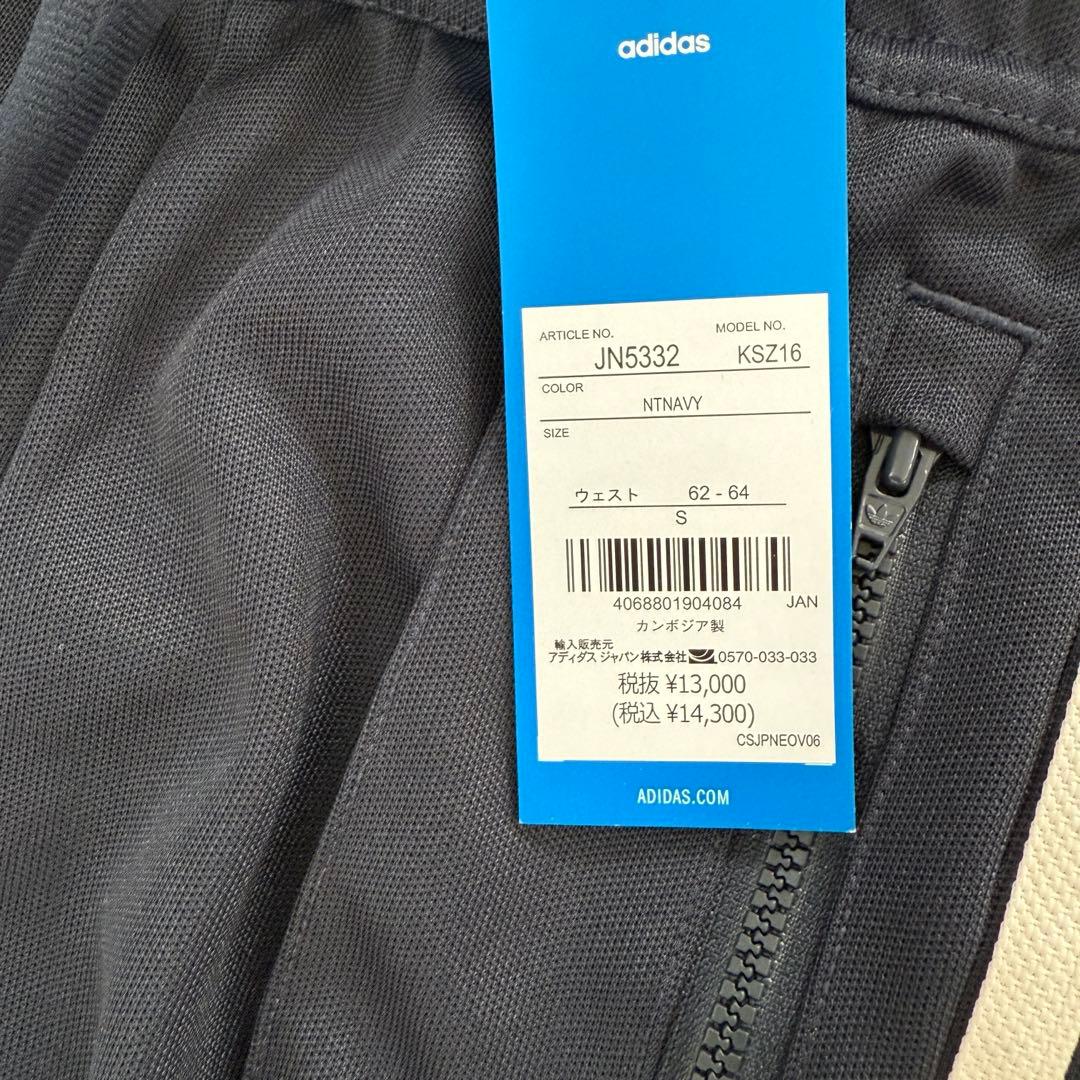 adidas
ARTICLE NO. MODEL NO.
JN5332 KSZ16
COLOR
NTNAVY
SIZE
ウェスト 62 - 64
S
4068801904084 JAN
カンボジア製
輸入販売元
アディダス ジャパン株式会社 0570-033-033
税抜 ¥13,000
(税込 ¥14,300)
CSJPNEOV06
ADIDAS.COM